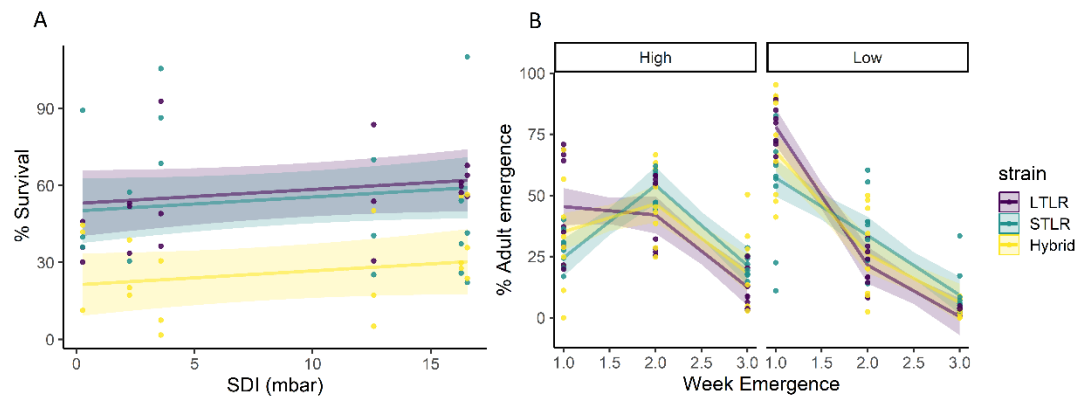 A
% Survival
90
60
30
0
0
5
10
15
SDI (mbar)
B
High
Low
% Adult emergence
100
75
50
25
0
1.0
1.5
2.0
2.5
3.0
1.0
1.5
2.0
2.5
3.0
Week Emergence
strain
LTLR
STLR
Hybrid